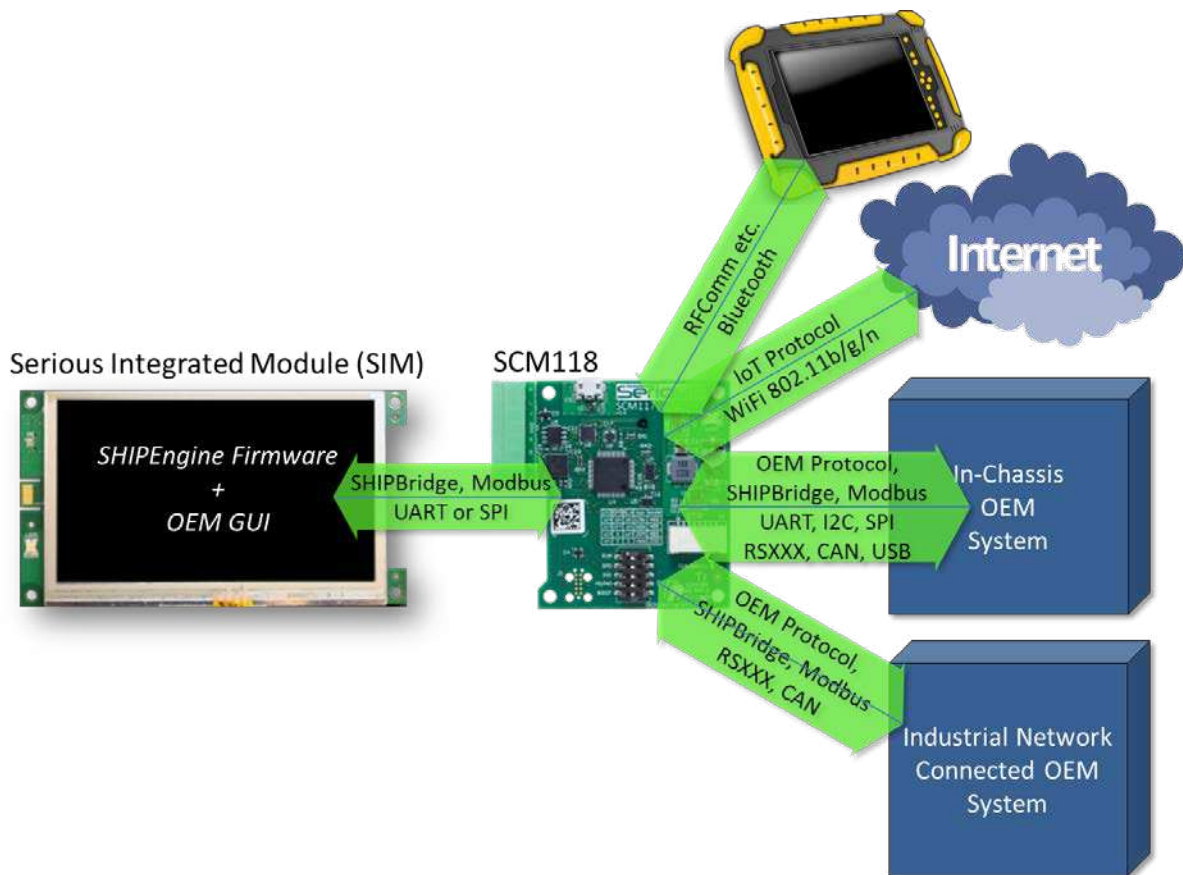 RFComm etc.
Bluetooth
Internet
IoT Protocol
WiFi 802.11b/g/n
Serious Integrated Module (SIM)
SCM118
SHIPEngine Firmware
+
OEM GUI
SHIPBridge, Modbus
UART or SPI
OEM Protocol,
SHIPBridge, Modbus
UART, I2C, SPI
RSXXX, CAN, USB
In-Chassis
OEM
System
OEM Protocol,
SHIPBridge, Modbus
RSXXX, CAN
Industrial Network
Connected OEM
System